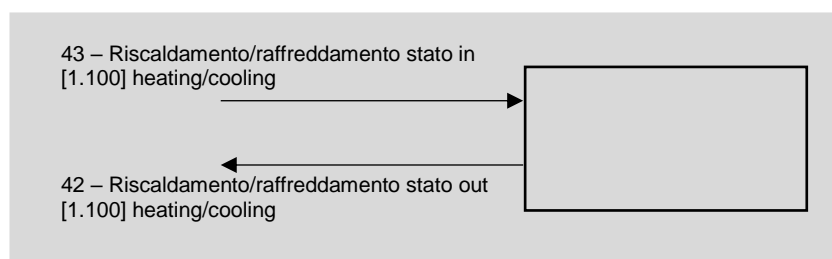 43 – Riscaldamento/raffreddamento stato in
[1.100] heating/cooling
42 – Riscaldamento/raffreddamento stato out
[1.100] heating/cooling